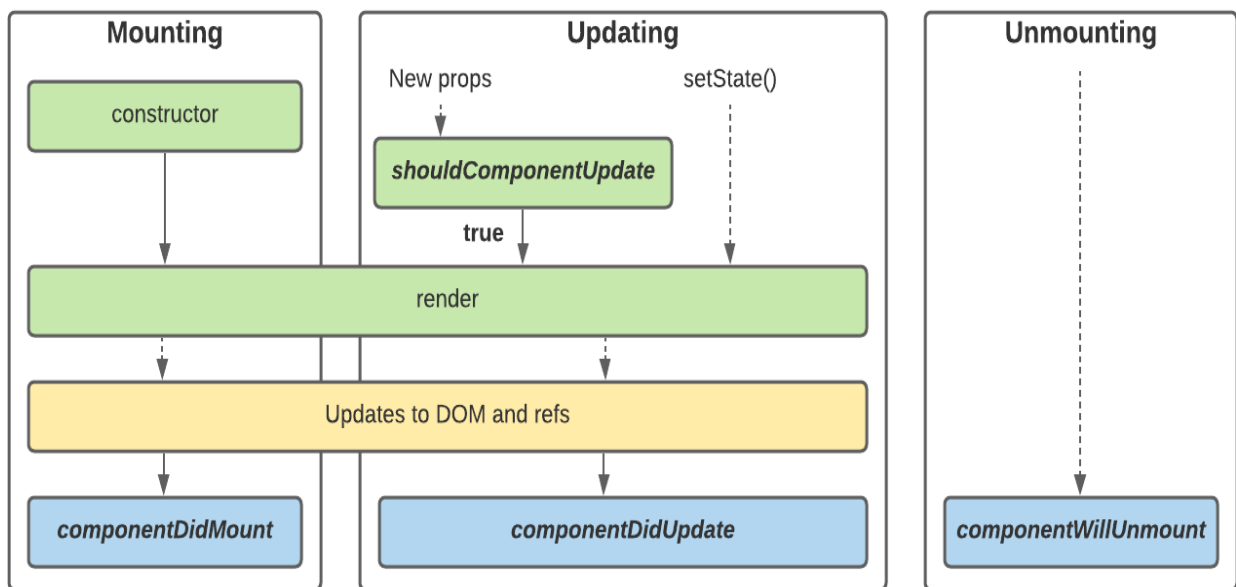 Mounting
Updating
Unmounting
New props
setState()
constructor
shouldComponentUpdate
true
render
Updates to DOM and refs
componentDidMount
componentDidUpdate
componentWillUnmount